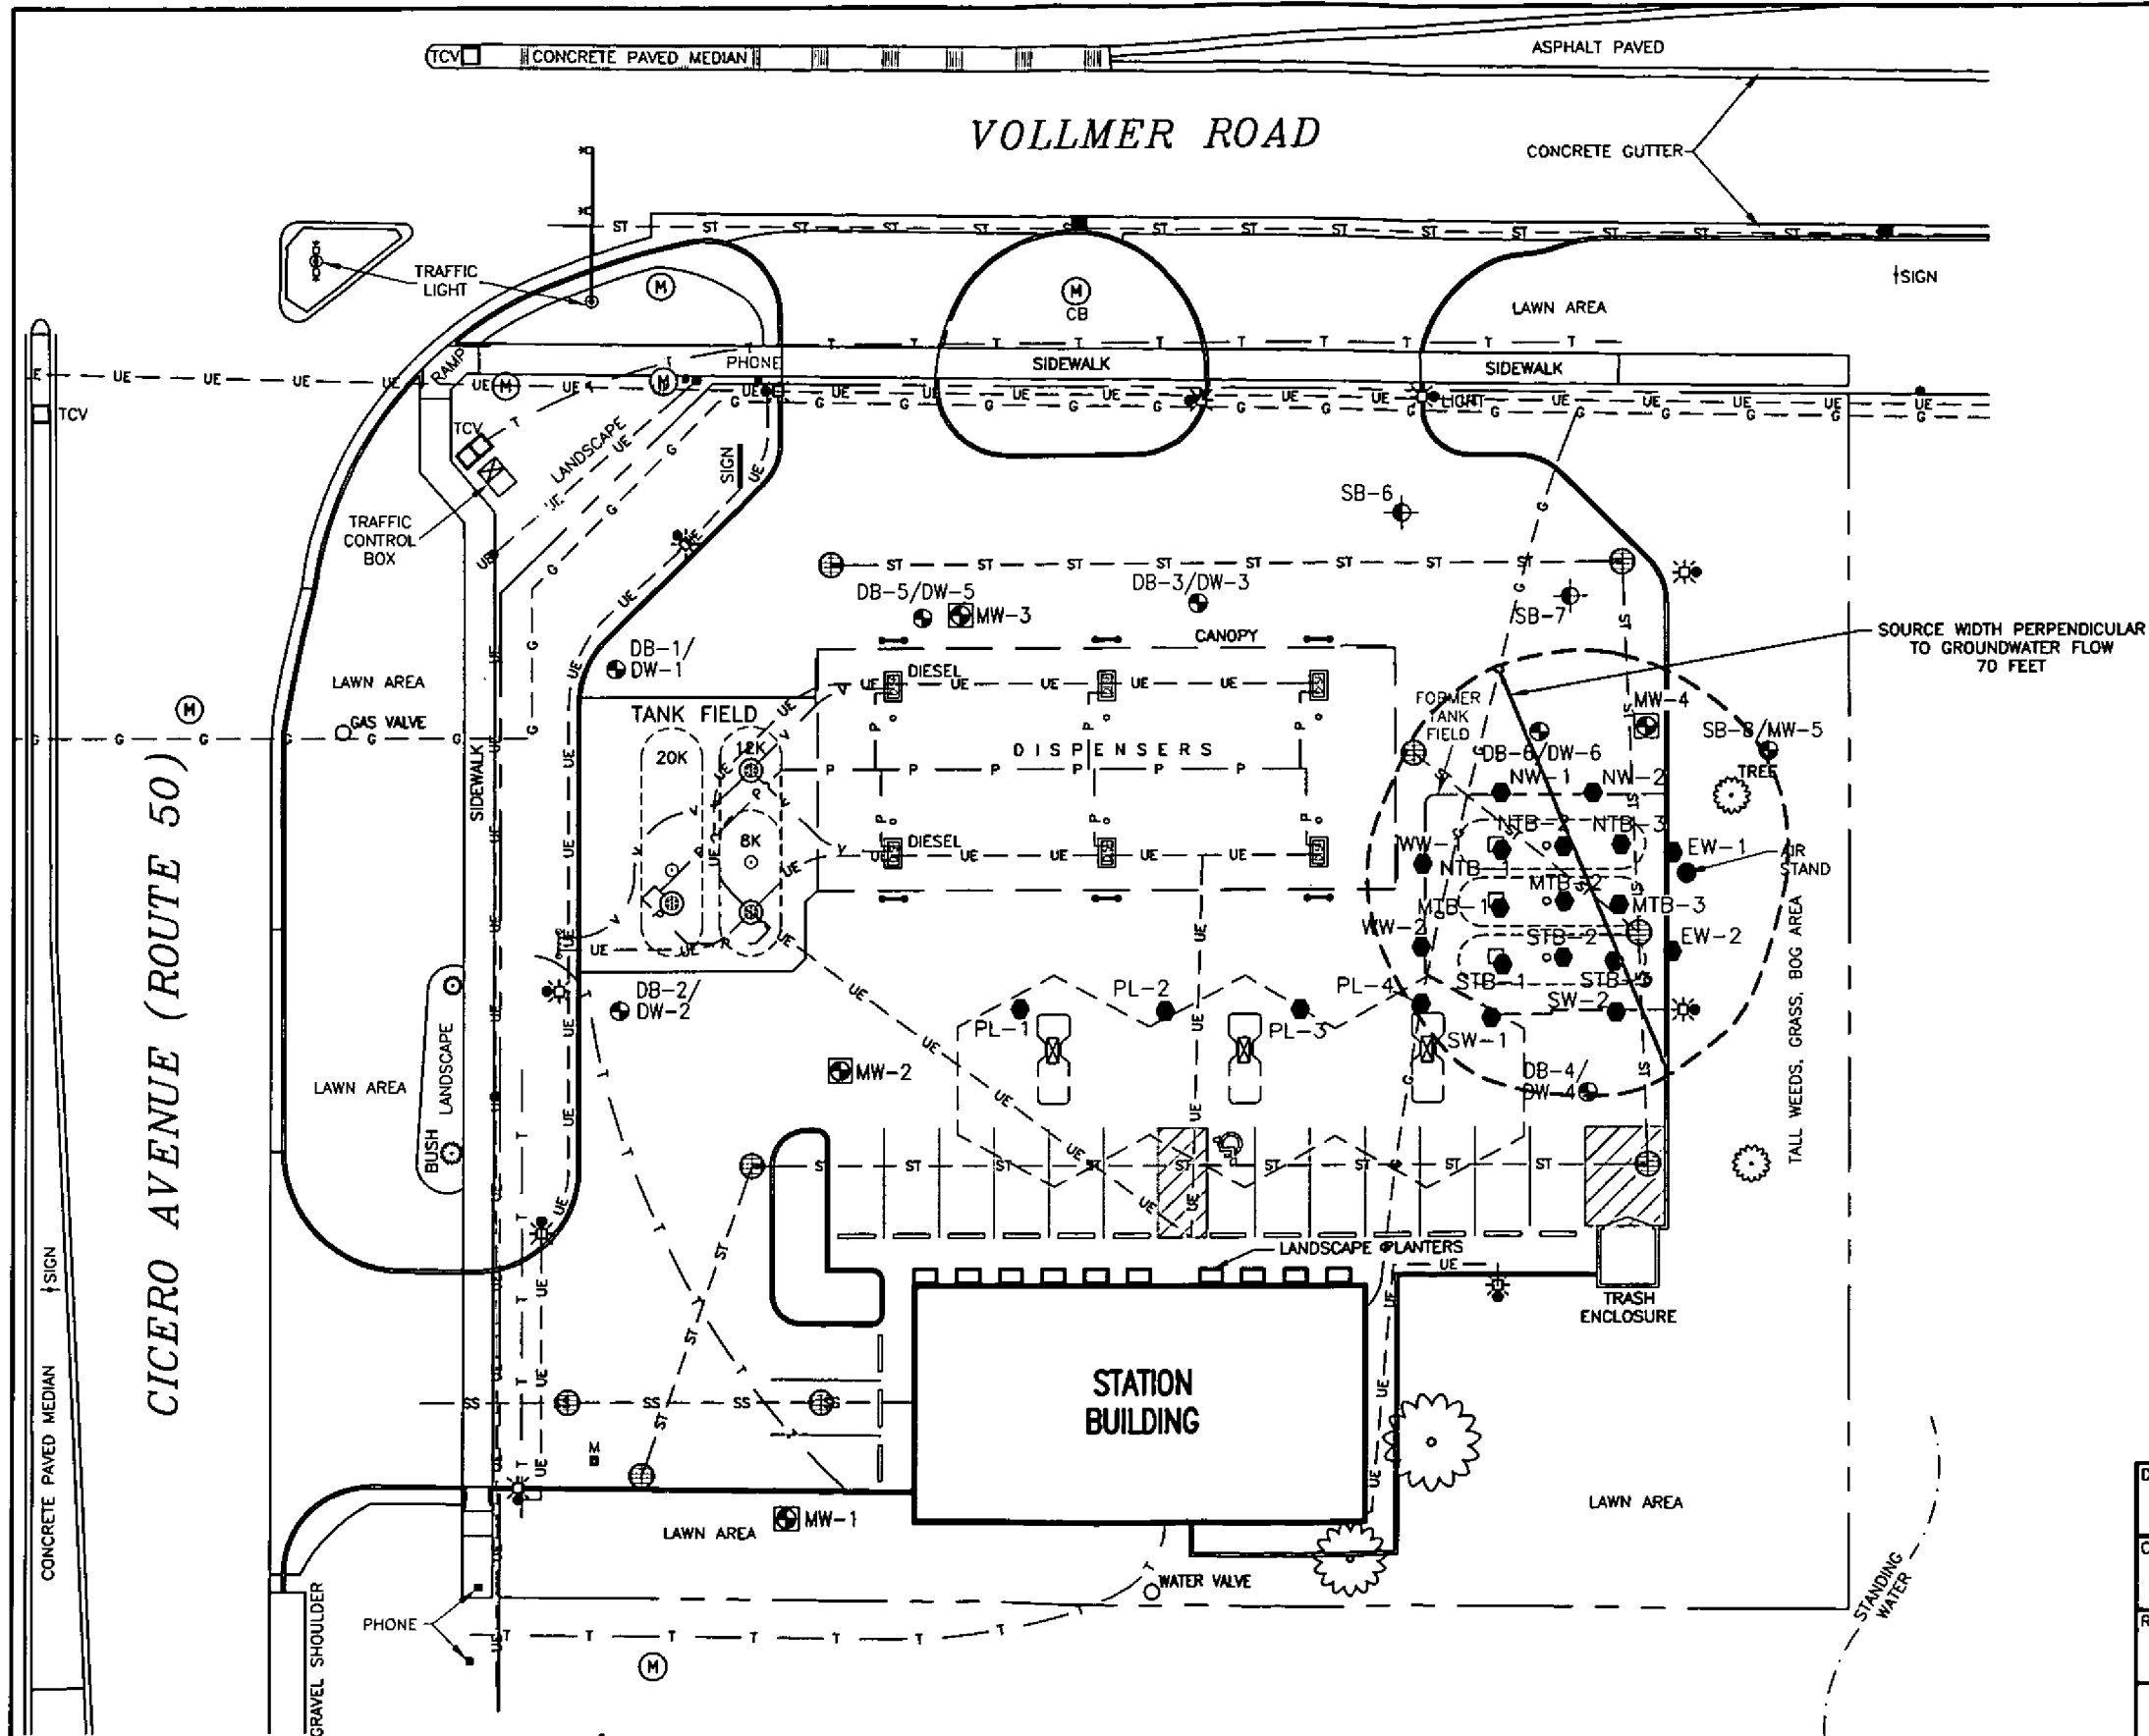 TCV
CONCRETE PAVED MEDIAN
ASPHALT PAVED
VOLLMER ROAD
CONCRETE GUTTER
TRAFFIC
LIGHT
M
M
CB
SIGN
LAWN AREA
RAMP
PHONE
SIDEWALK
SIDEWALK
M
M
TCV
TCV
LIGHT
LANDSCAPE
SIGN
TRAFFIC
CONTROL
BOX
SB-6
DB-5/DW-5
DB-3/DW-3
MW-3
SB-7
CANOPY
SOURCE WIDTH PERPENDICULAR
TO GROUNDWATER FLOW
70 FEET
DB-1/
DW-1
LAWN AREA
DIESEL
M
GAS VALVE
TANK FIELD
FORMER
TANK
FIELD
MW-4
20K
12K
DISPENSERS
DB-6/DW-6
SB-8/MW-5
TREE
NW-1
NW-2
SIDEWALK
8K
DIESEL
WW-1
NTB-1
NTB-2
NTB-3
EW-1
AIR
STAND
MTB-1
MTB-2
MTB-3
WW-2
STB-1
STB-2
STB-3
EW-2
TALL WEEDS, GRASS, BOG AREA
CICERO AVENUE (ROUTE 50)
DB-2/
DW-2
PL-1
PL-2
PL-3
PL-4
SW-1
SW-2
LANDSCAPE
BUSH
LAWN AREA
MW-2
DB-4/
DW-4
SIGN
LANDSCAPE PLANTERS
TRASH
ENCLOSURE
STATION
BUILDING
CONCRETE PAVED MEDIAN
M
MW-1
LAWN AREA
LAWN AREA
WATER VALVE
STANDING
WATER
PHONE
GRAVEL SHOULDER
M